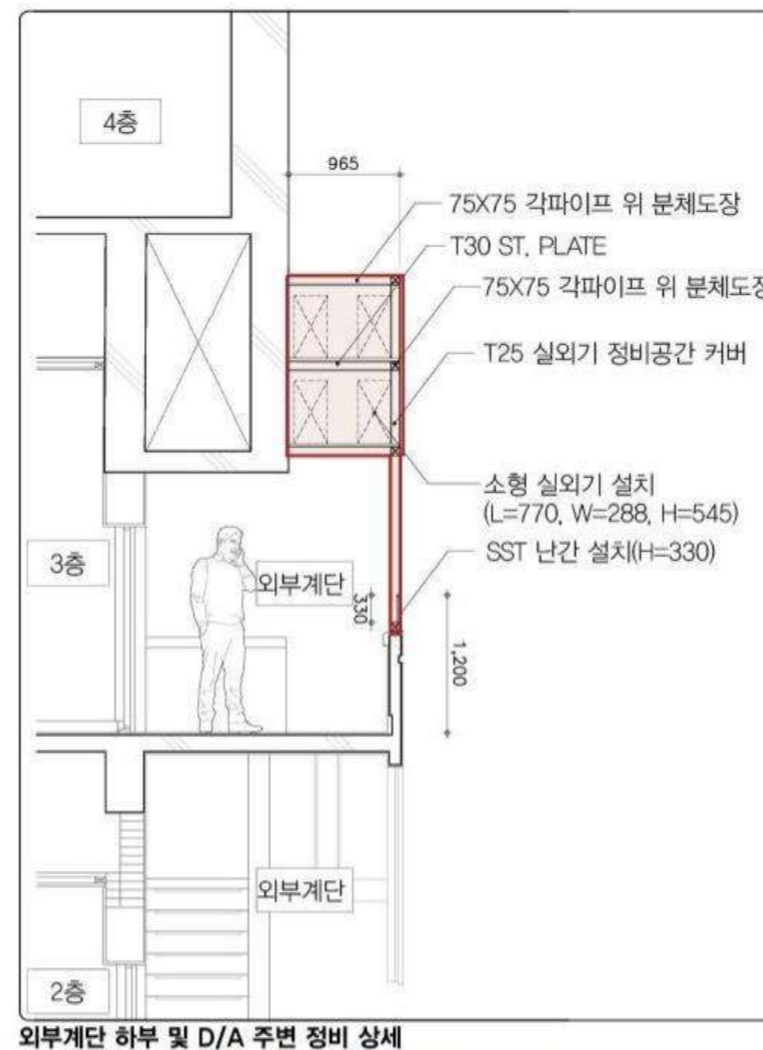 4층
965
75X75 각파이프 위 분체도장
T30 ST. PLATE
75X75 각파이프 위 분체도장
T25 실외기 정비공간 커버
소형 실외기 설치
(L=770, W=288, H=545)
SST 난간 설치(H=330)
3층
외부계단
330
1,200
외부계단
2층
외부계단 하부 및 D/A 주변 정비 상세